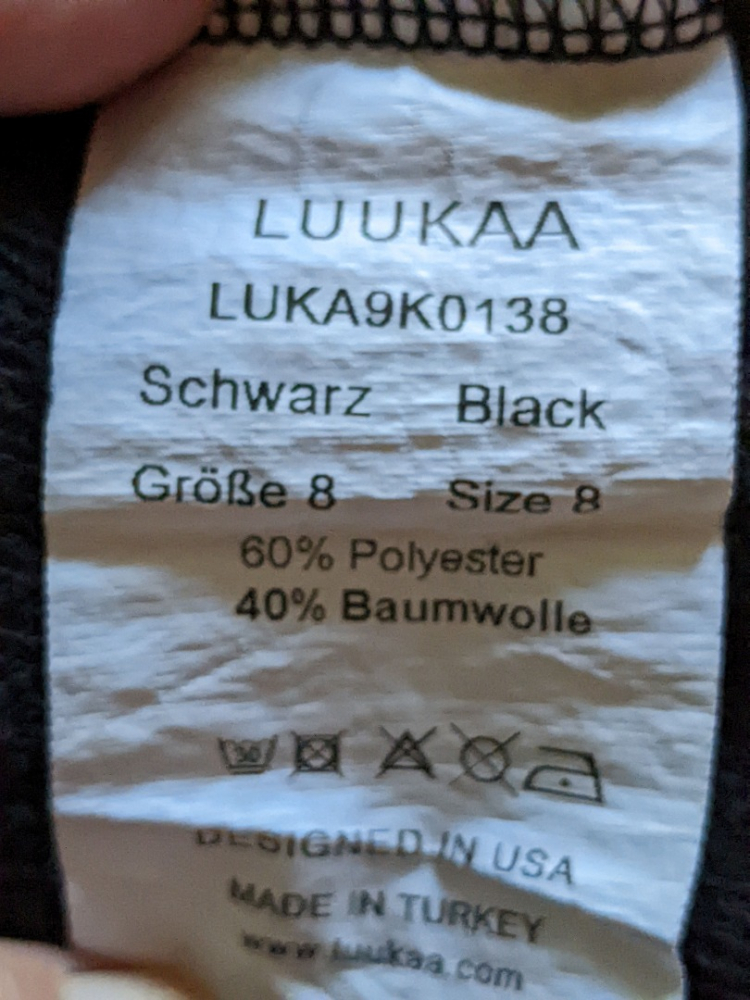 LUUKAA
LUKA9K0138
Schwarz Black
Größe 8 Size 8
60% Polyester
40% Baumwolle
30
DESIGNED IN USA
MADE IN TURKEY
www.luukaa.com